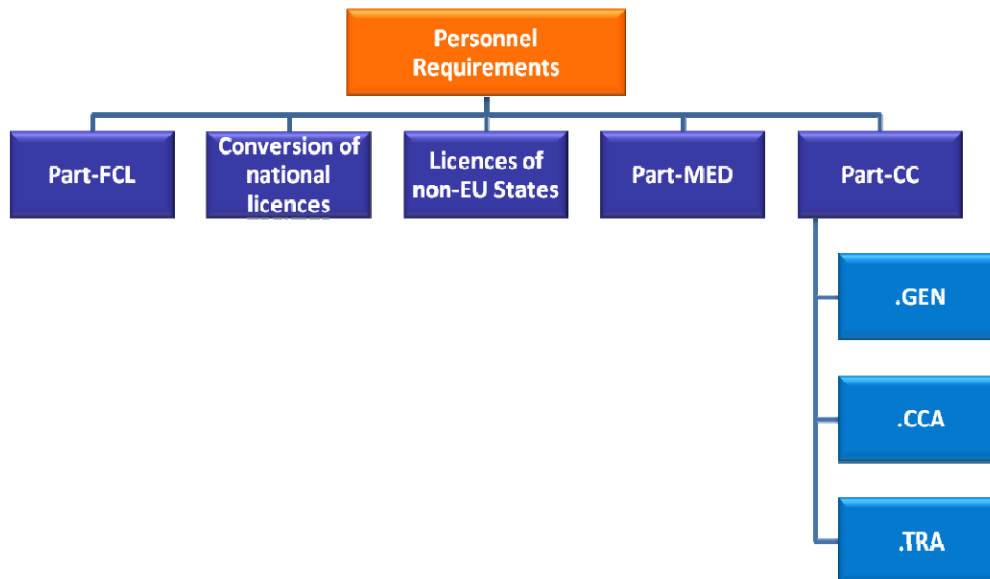 Personnel
Requirements
Part-FCL
Conversion of
national
licences
Licences of
non-EU States
Part-MED
Part-CC
.GEN
.CCA
.TRA